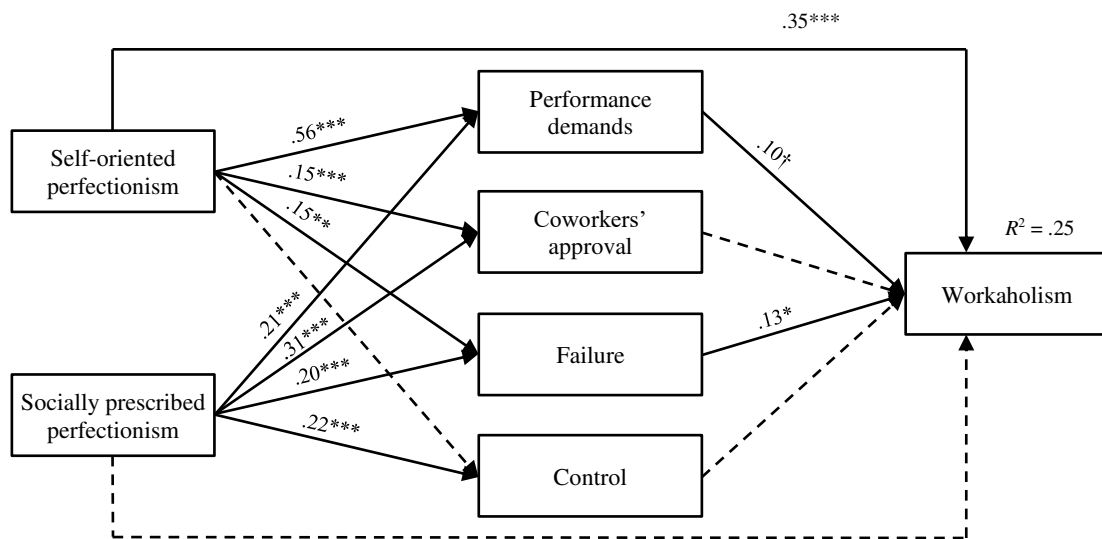 .35***
Performance
demands
.56***
Self-oriented
perfectionism
.10†
.15***
Coworkers’
approval
.15**
R² = .25
Workaholism
.21***
.31***
Failure
.13*
.20***
Socially prescribed
perfectionism
.22***
Control